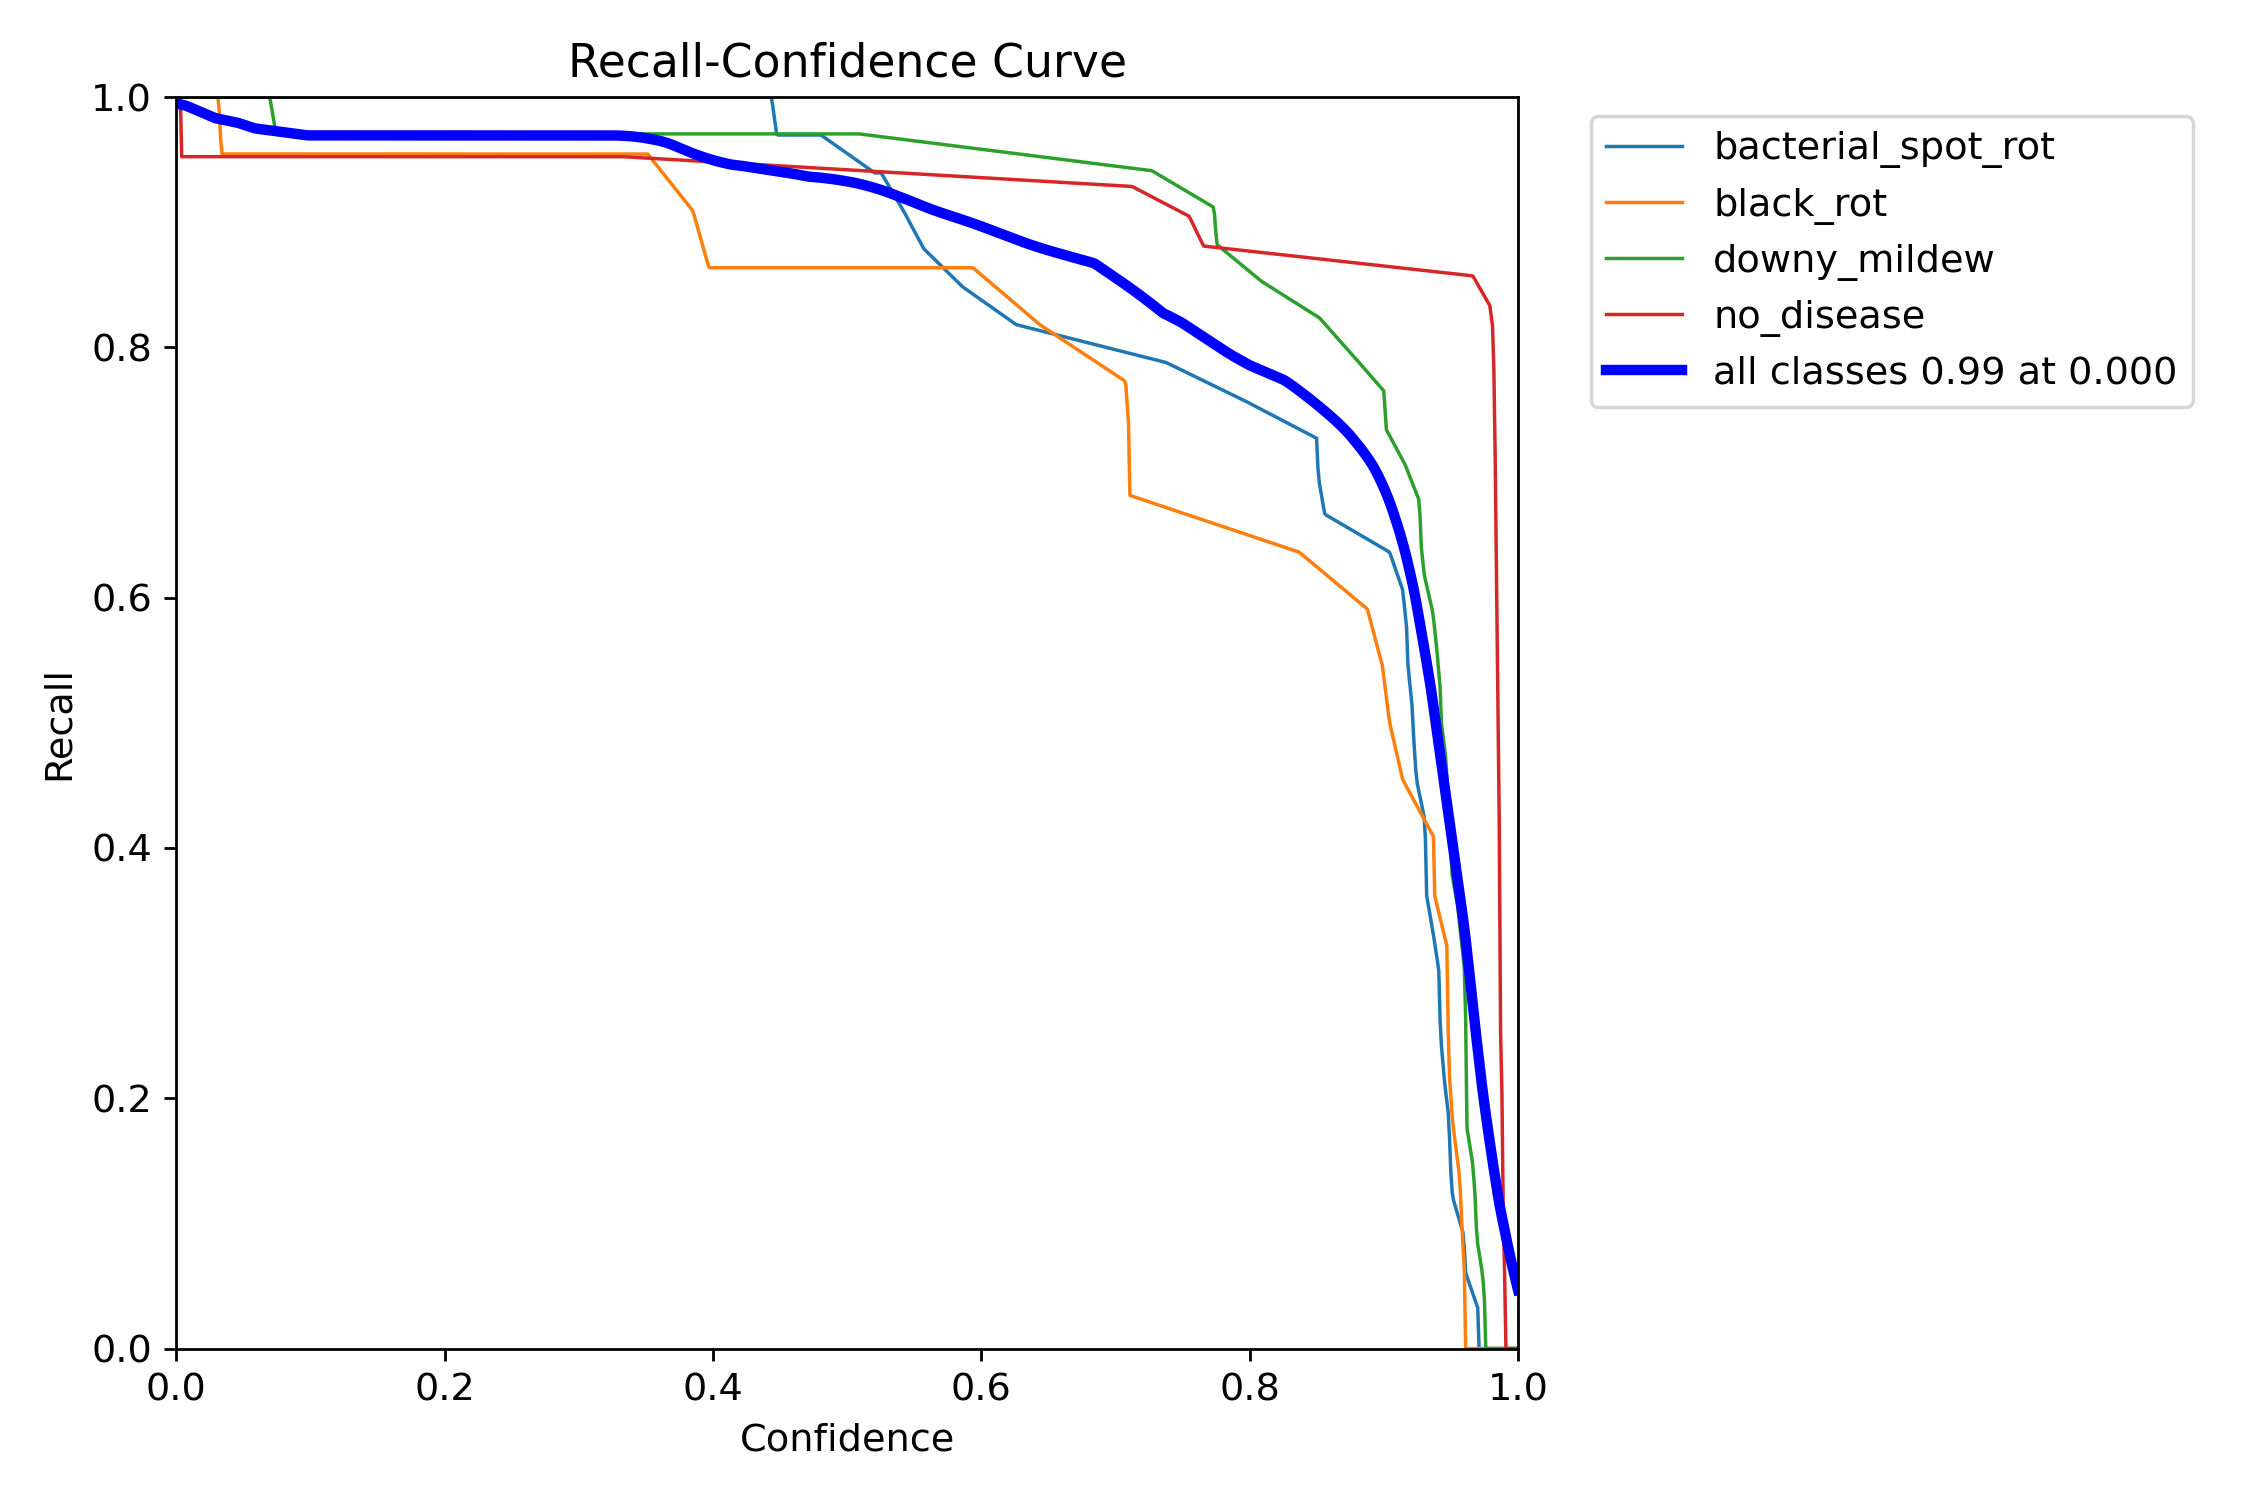 Recall-Confidence Curve
1.0
0.8
0.6
0.4
0.2
0.0
Recall
0.0 0.2 0.4 0.6 0.8 1.0
Confidence
bacterial_spot_rot
black_rot
downy_mildew
no_disease
all classes 0.99 at 0.000